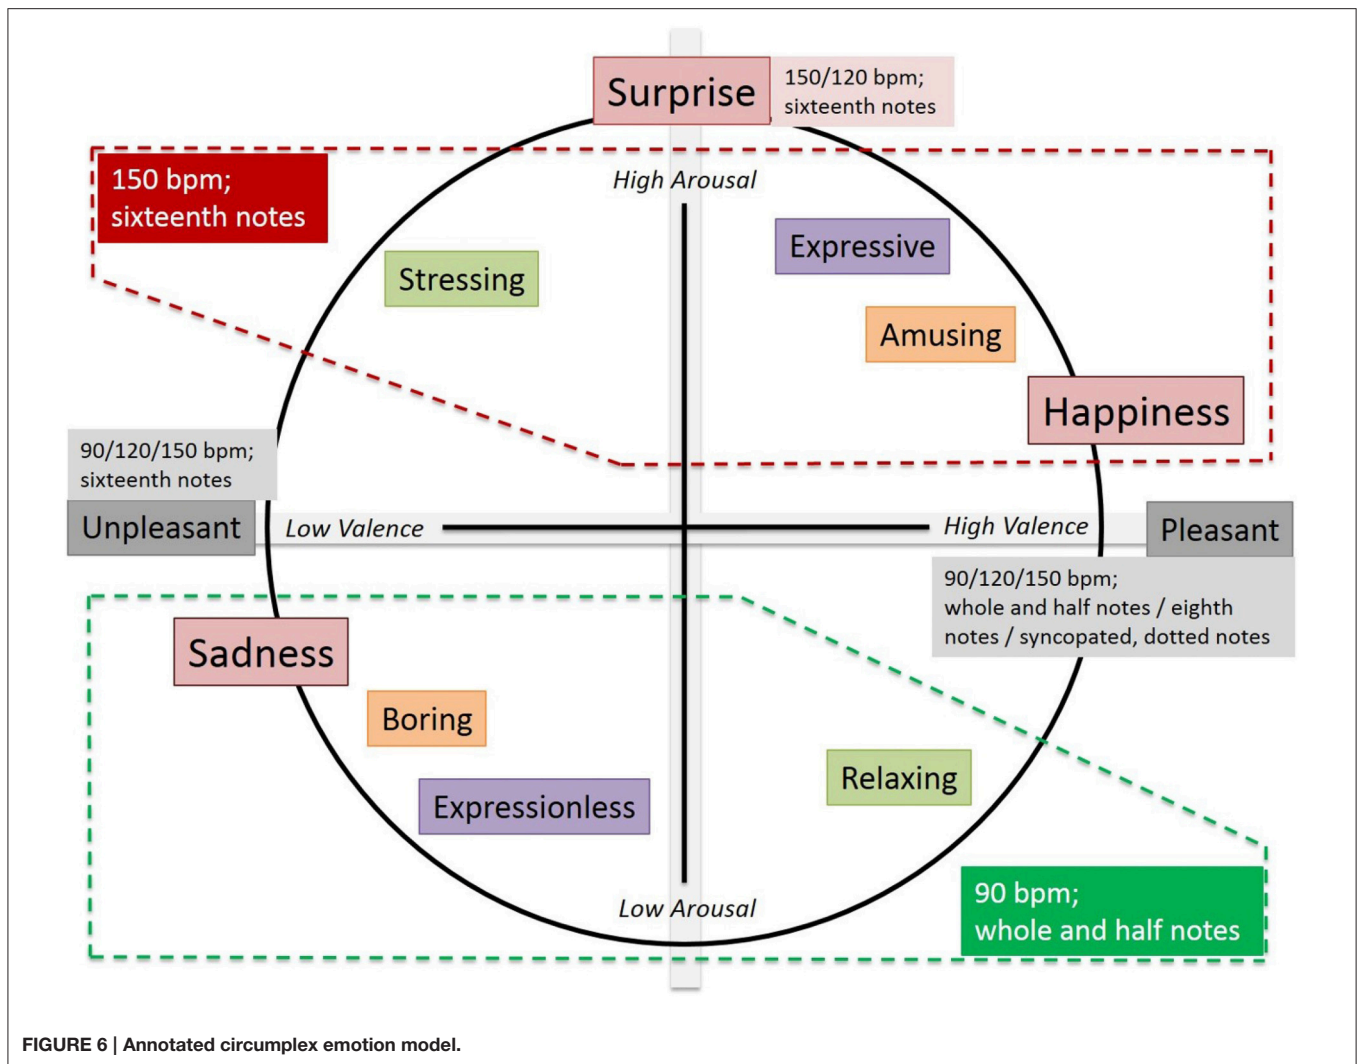 Surprise
150/120 bpm;
sixteenth notes
150 bpm;
sixteenth notes
High Arousal
Expressive
Stressing
Amusing
Happiness
90/120/150 bpm;
sixteenth notes
Unpleasant
Low Valence
High Valence
Pleasant
90/120/150 bpm;
whole and half notes / eighth
notes / syncopated, dotted notes
Sadness
Boring
Relaxing
Expressionless
90 bpm;
whole and half notes
Low Arousal
FIGURE 6 | Annotated circumplex emotion model.